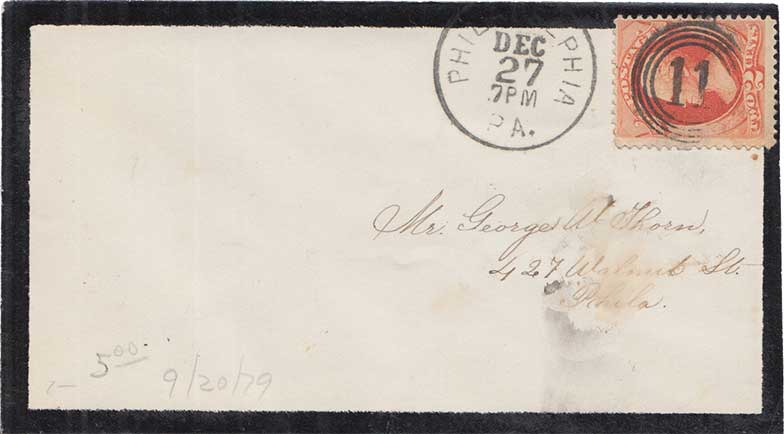 PHILADELPHIA
DEC
27
7PM
PA.
11
Mr. George W. Thorn,
427 Walnut St.
Phila.
5.00
9/20/79